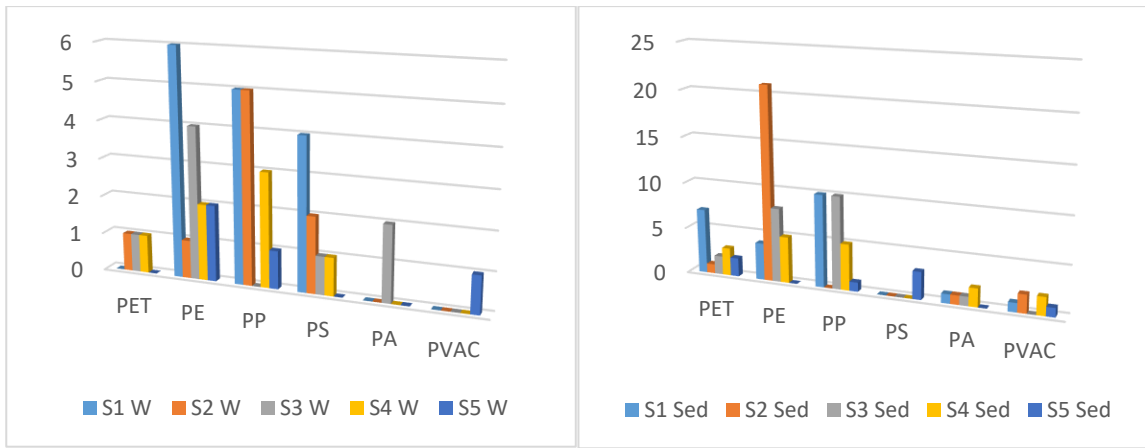 6
5
4
3
2
1
0
PET
PE
PP
PS
PA
PVAC
S1 W S2 W S3 W S4 W S5 W
25
20
15
10
5
0
PET
PE
PP
PS
PA
PVAC
S1 Sed S2 Sed S3 Sed S4 Sed S5 Sed